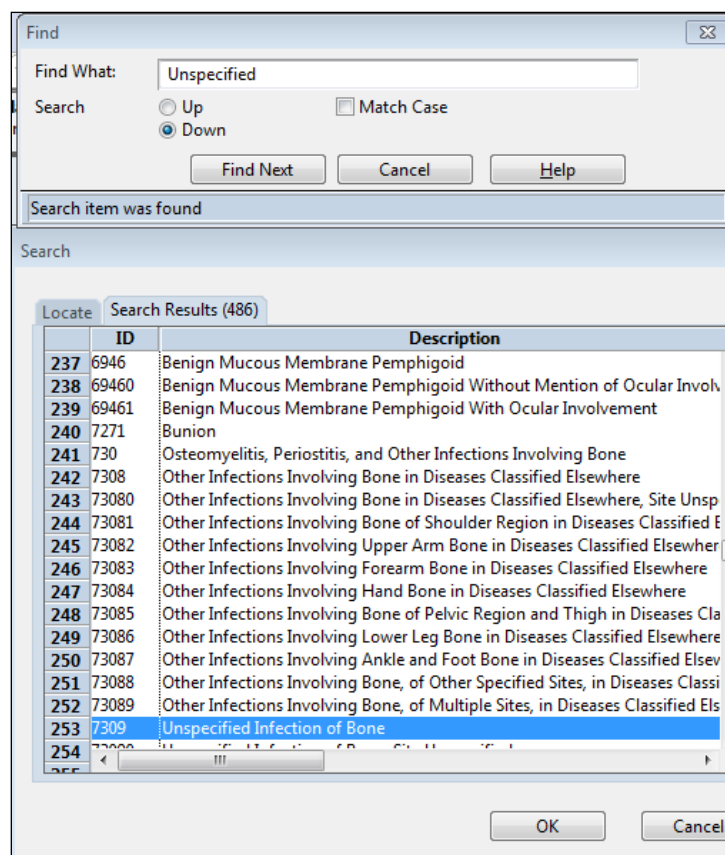 Find
Find What: Unspecified
Search Up Match Case
Down
Find Next Cancel Help
Search item was found
Search
Locate Search Results (486)
ID Description
237 6946 Benign Mucous Membrane Pemphigoid
238 69460 Benign Mucous Membrane Pemphigoid Without Mention of Ocular Involv
239 69461 Benign Mucous Membrane Pemphigoid With Ocular Involvement
240 7271 Bunion
241 730 Osteomyelitis, Periostitis, and Other Infections Involving Bone
242 7308 Other Infections Involving Bone in Diseases Classified Elsewhere
243 73080 Other Infections Involving Bone in Diseases Classified Elsewhere, Site Unsp
244 73081 Other Infections Involving Bone of Shoulder Region in Diseases Classified E
245 73082 Other Infections Involving Upper Arm Bone in Diseases Classified Elsewher
246 73083 Other Infections Involving Forearm Bone in Diseases Classified Elsewhere
247 73084 Other Infections Involving Hand Bone in Diseases Classified Elsewhere
248 73085 Other Infections Involving Bone of Pelvic Region and Thigh in Diseases Cla
249 73086 Other Infections Involving Lower Leg Bone in Diseases Classified Elsewhere
250 73087 Other Infections Involving Ankle and Foot Bone in Diseases Classified Elsew
251 73088 Other Infections Involving Bone, of Other Specified Sites, in Diseases Classi
252 73089 Other Infections Involving Bone, of Multiple Sites, in Diseases Classified Els
253 7309 Unspecified Infection of Bone
254
OK Cancel